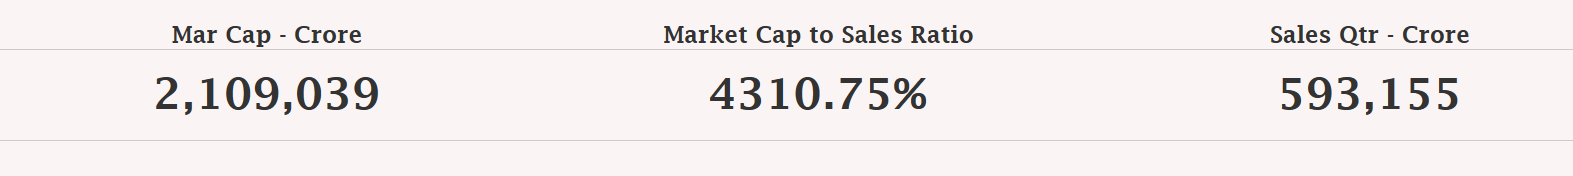 Mar Cap - Crore Market Cap to Sales Ratio Sales Qtr - Crore
2,109,039 4310.75% 593,155